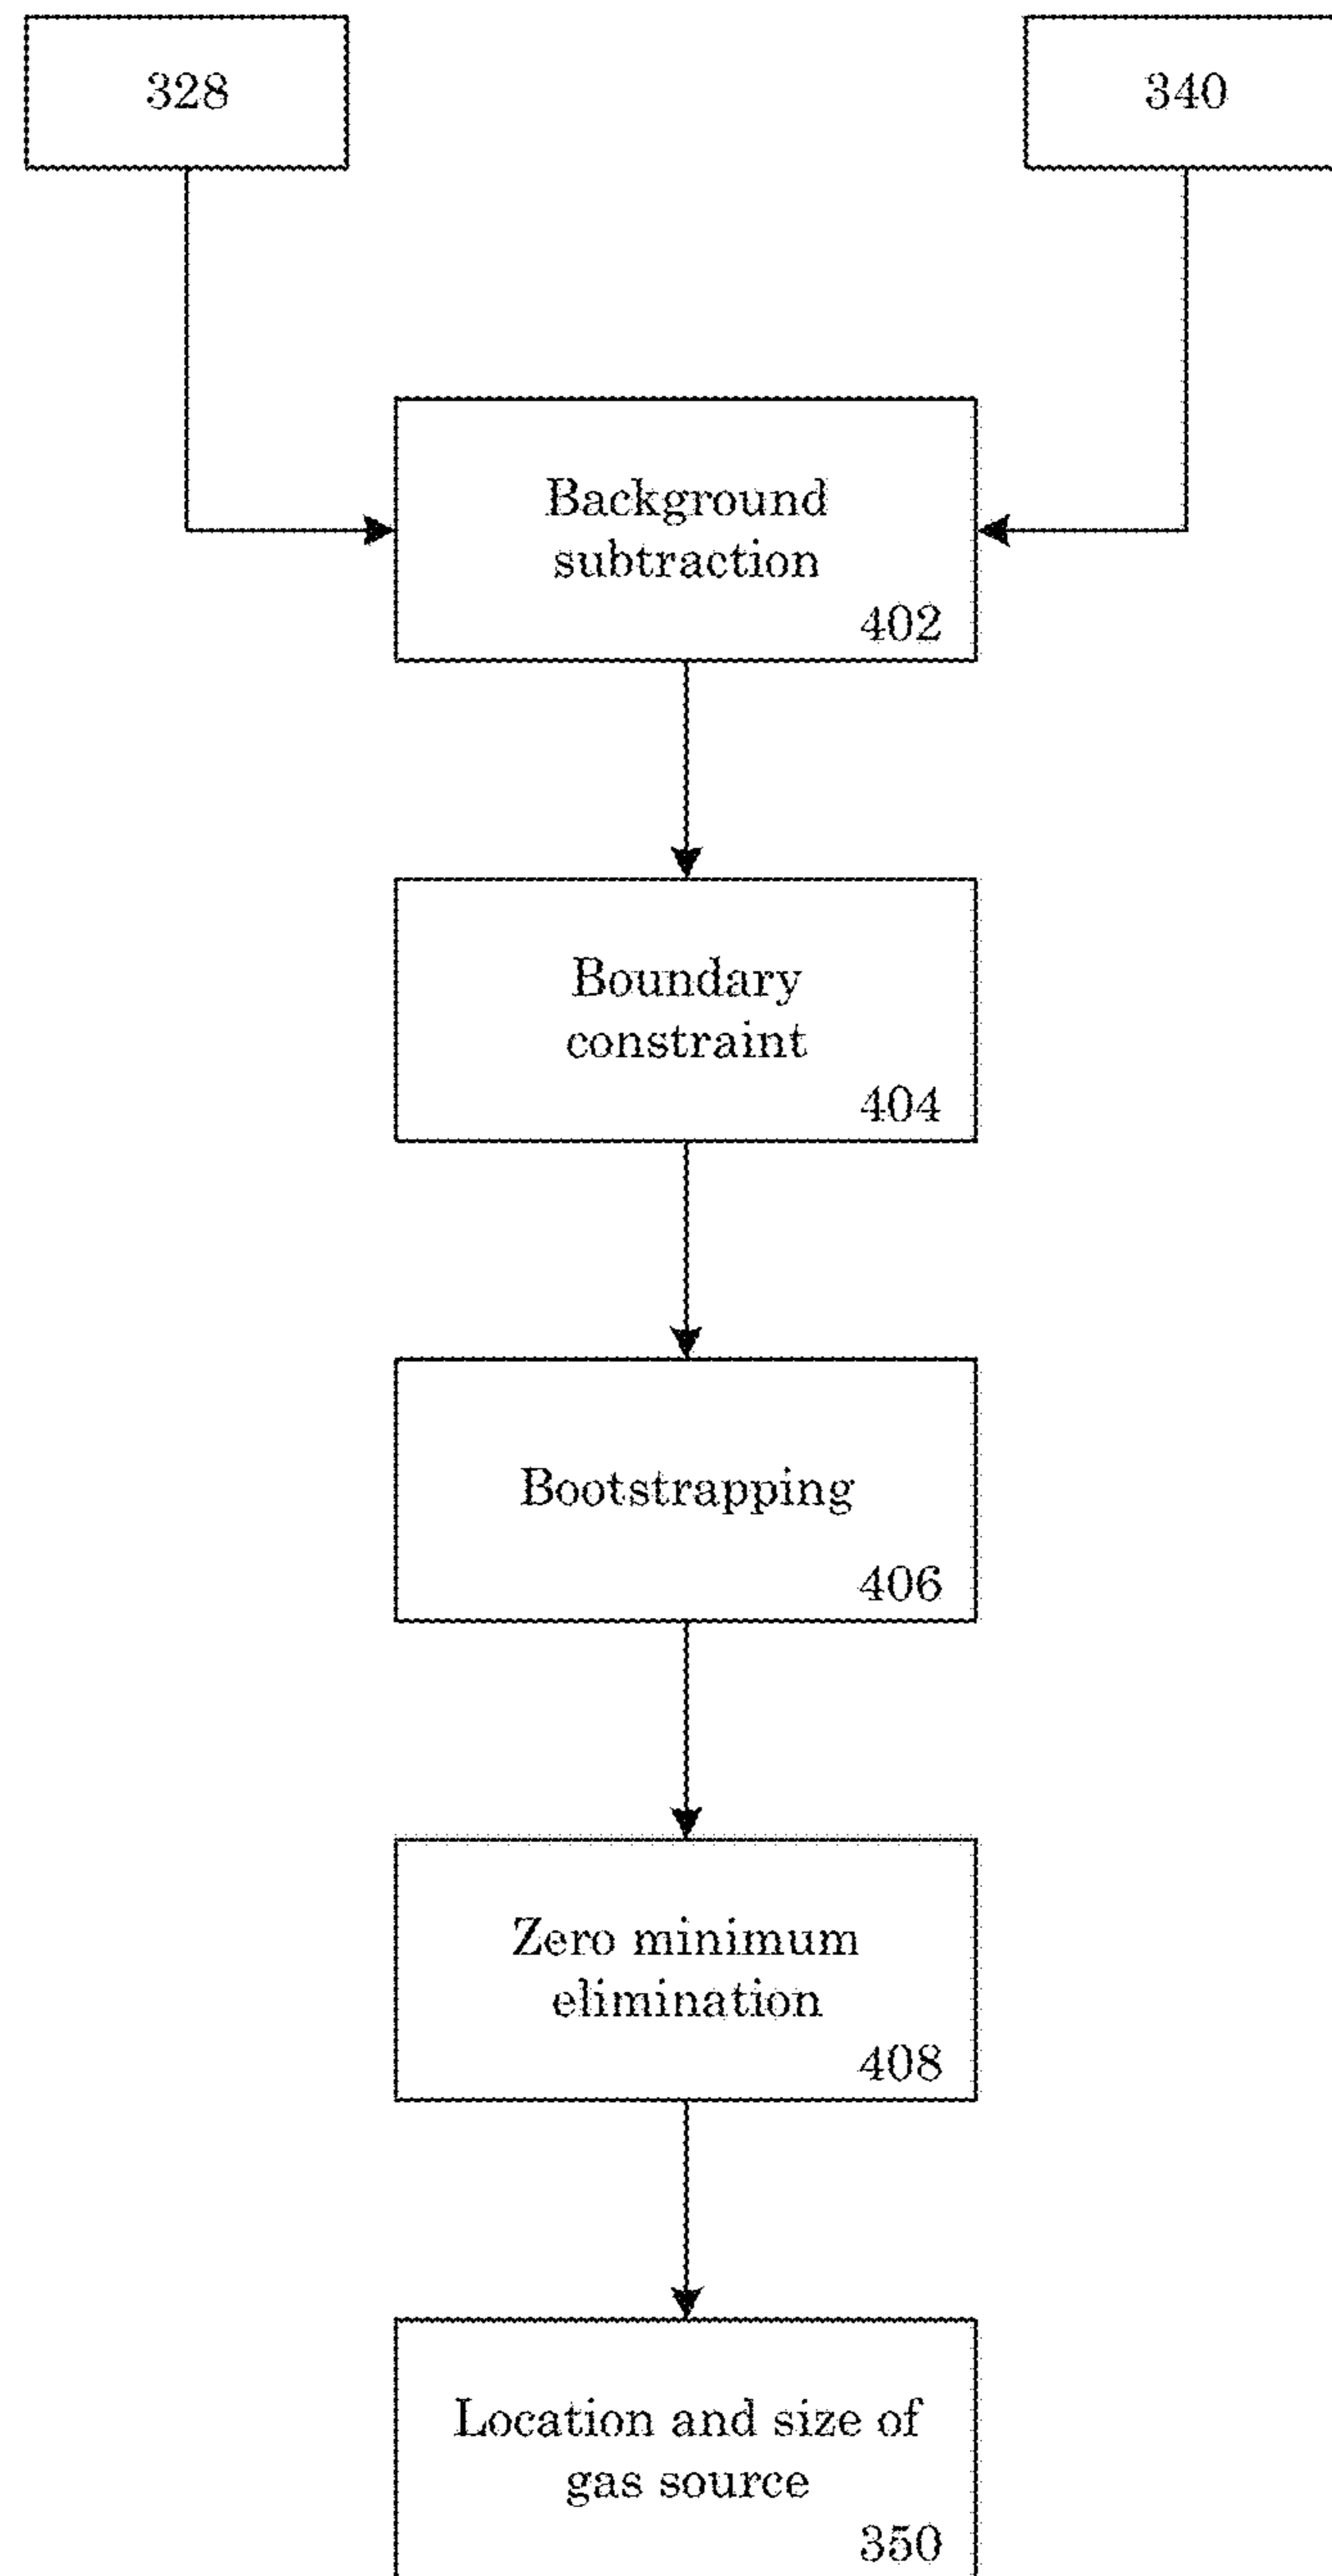 328
340
Background
subtraction
402
Boundary
constraint
404
Bootstrapping
406
Zero minimum
elimination
408
Location and size of
gas source
350